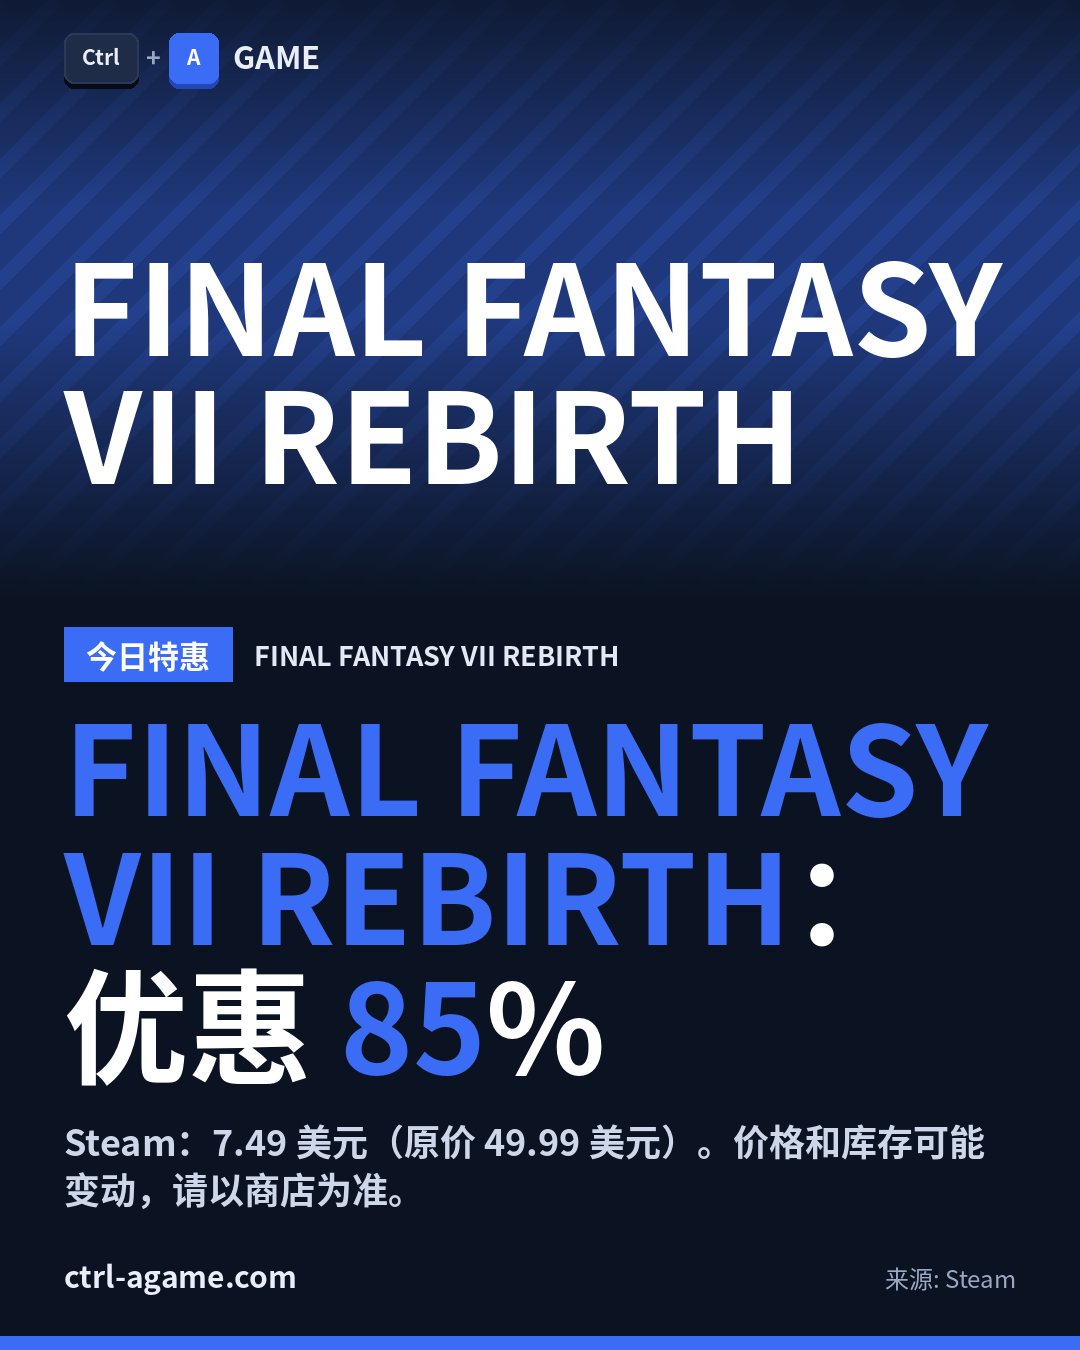 Ctrl + A GAME
FINAL FANTASY
VII REBIRTH
今日特惠 FINAL FANTASY VII REBIRTH
FINAL FANTASY
VII REBIRTH：
优惠 85%
Steam：7.49 美元（原价 49.99 美元）。价格和库存可能
变动，请以商店为准。
ctrl-agame.com
来源: Steam